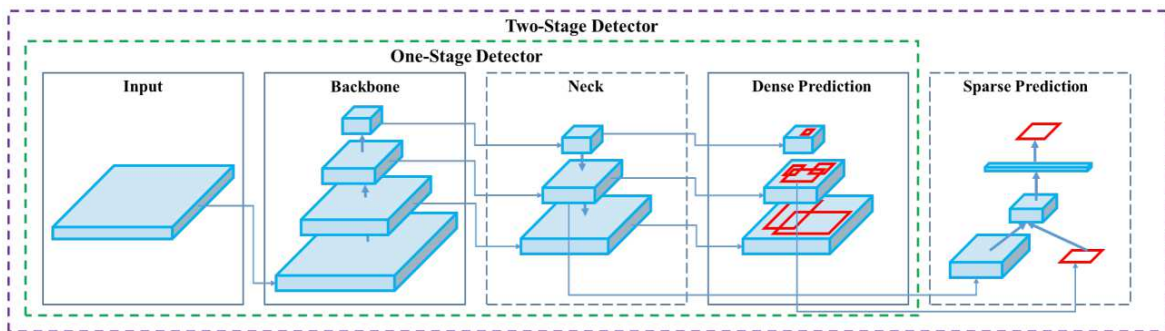 Two-Stage Detector
One-Stage Detector
Input
Backbone
Neck
Dense Prediction
Sparse Prediction